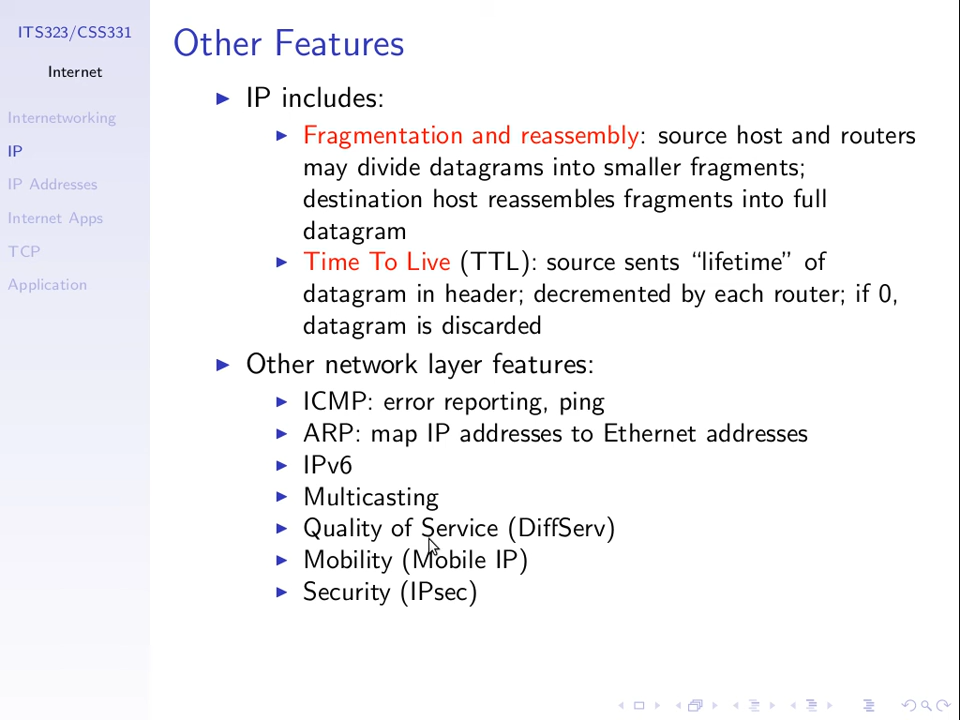 ITS323/CSS331
Internet
Internetworking
IP
IP Addresses
Internet Apps
TCP
Application
Other Features
IP includes:
Fragmentation and reassembly: source host and routers
may divide datagrams into smaller fragments;
destination host reassembles fragments into full
datagram
Time To Live (TTL): source sents “lifetime” of
datagram in header; decremented by each router; if 0,
datagram is discarded
Other network layer features:
ICMP: error reporting, ping
ARP: map IP addresses to Ethernet addresses
IPv6
Multicasting
Quality of Service (DiffServ)
Mobility (Mobile IP)
Security (IPsec)